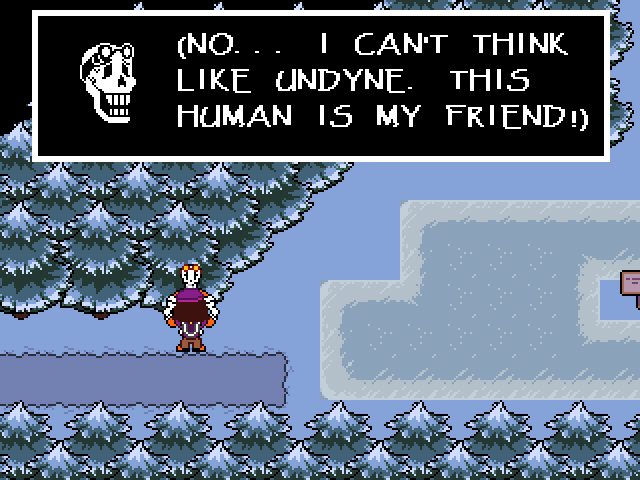 (NO... I CAN'T THINK
LIKE UNDYNE. THIS
HUMAN IS MY FRIEND!)